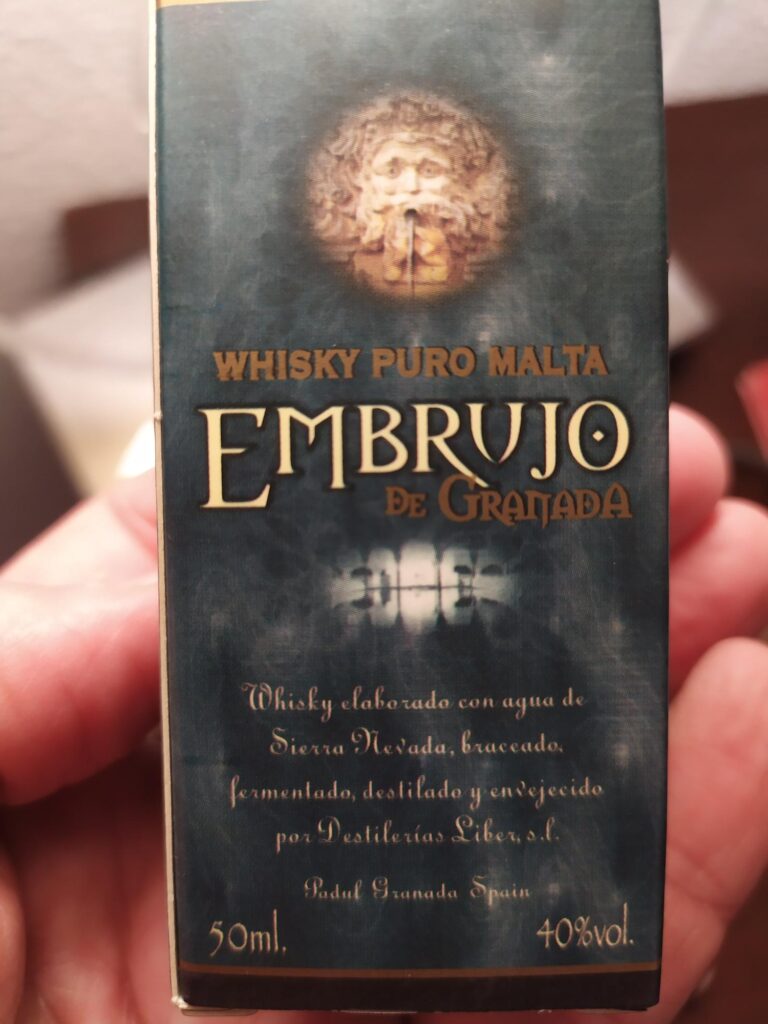 WHISKY PURO MALTA
EMBRUJO
DE GRANADA
Whisky elaborado con agua de
Sierra Nevada, braceado,
fermentado, destilado y envejecido
por Destilerías Liber, s.l.
Padul Granada Spain
50ml. 40%vol.